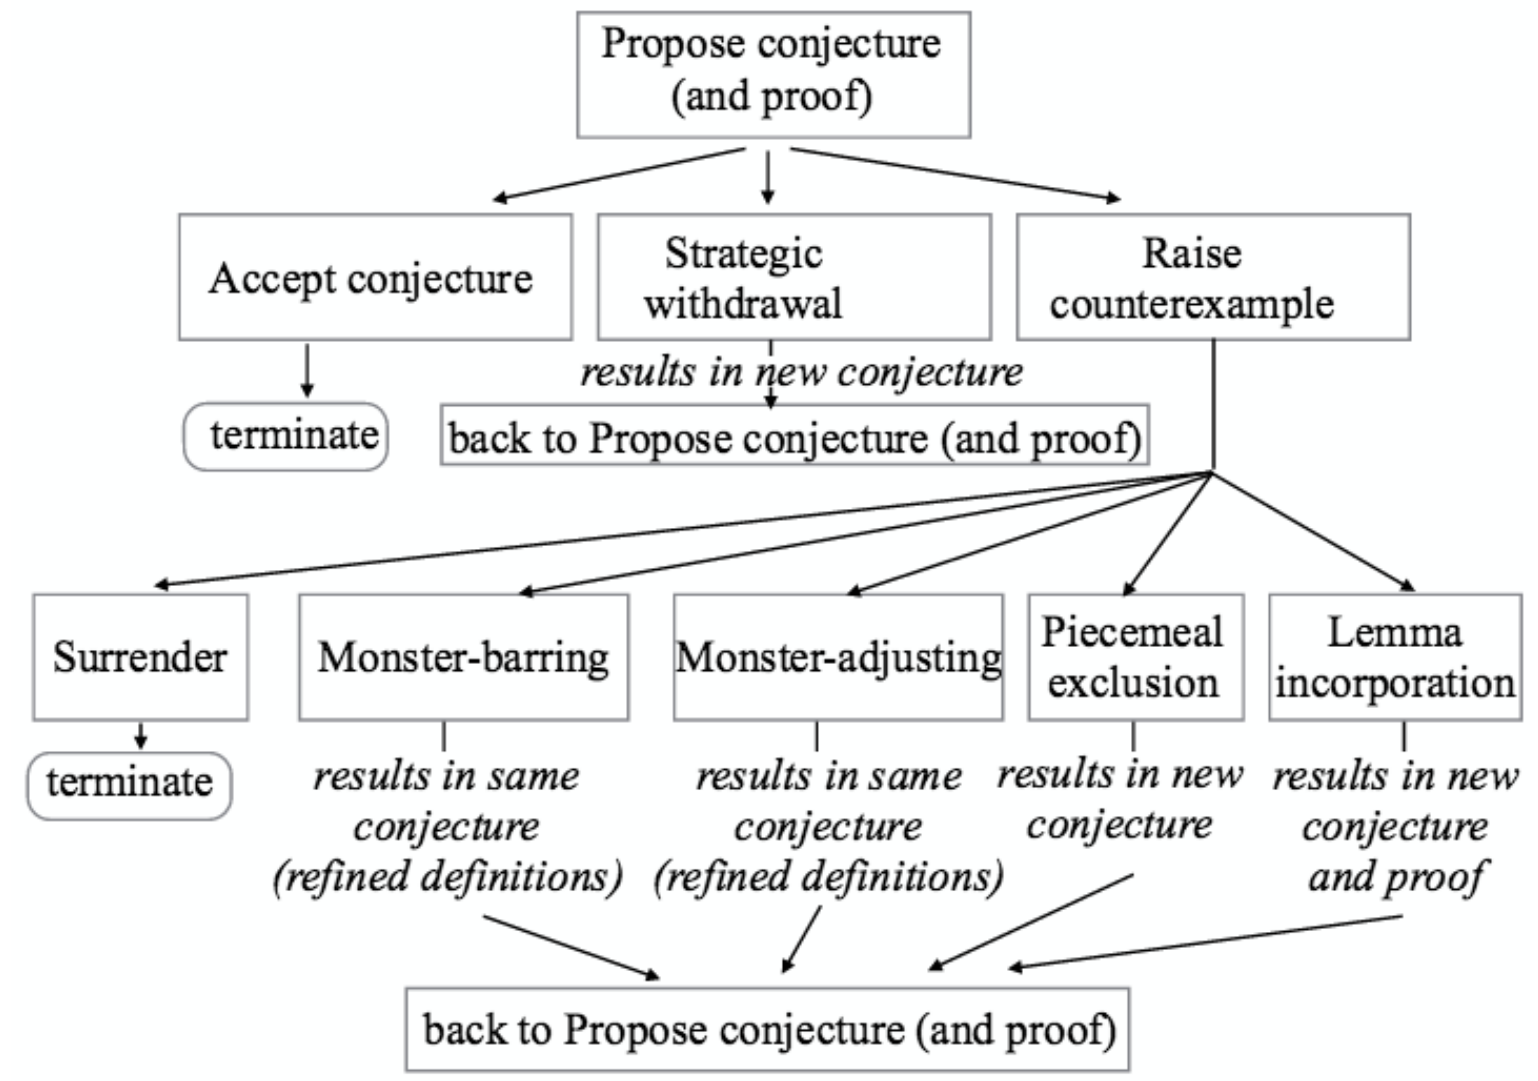 Propose conjecture
(and proof)
Accept conjecture
Strategic
withdrawal
Raise
counterexample
results in new conjecture
terminate
back to Propose conjecture (and proof)
Surrender
Monster-barring
Monster-adjusting
Piecemeal
exclusion
Lemma
incorporation
terminate
results in same
conjecture
(refined definitions)
results in same
conjecture
(refined definitions)
results in new
conjecture
results in new
conjecture
and proof
back to Propose conjecture (and proof)